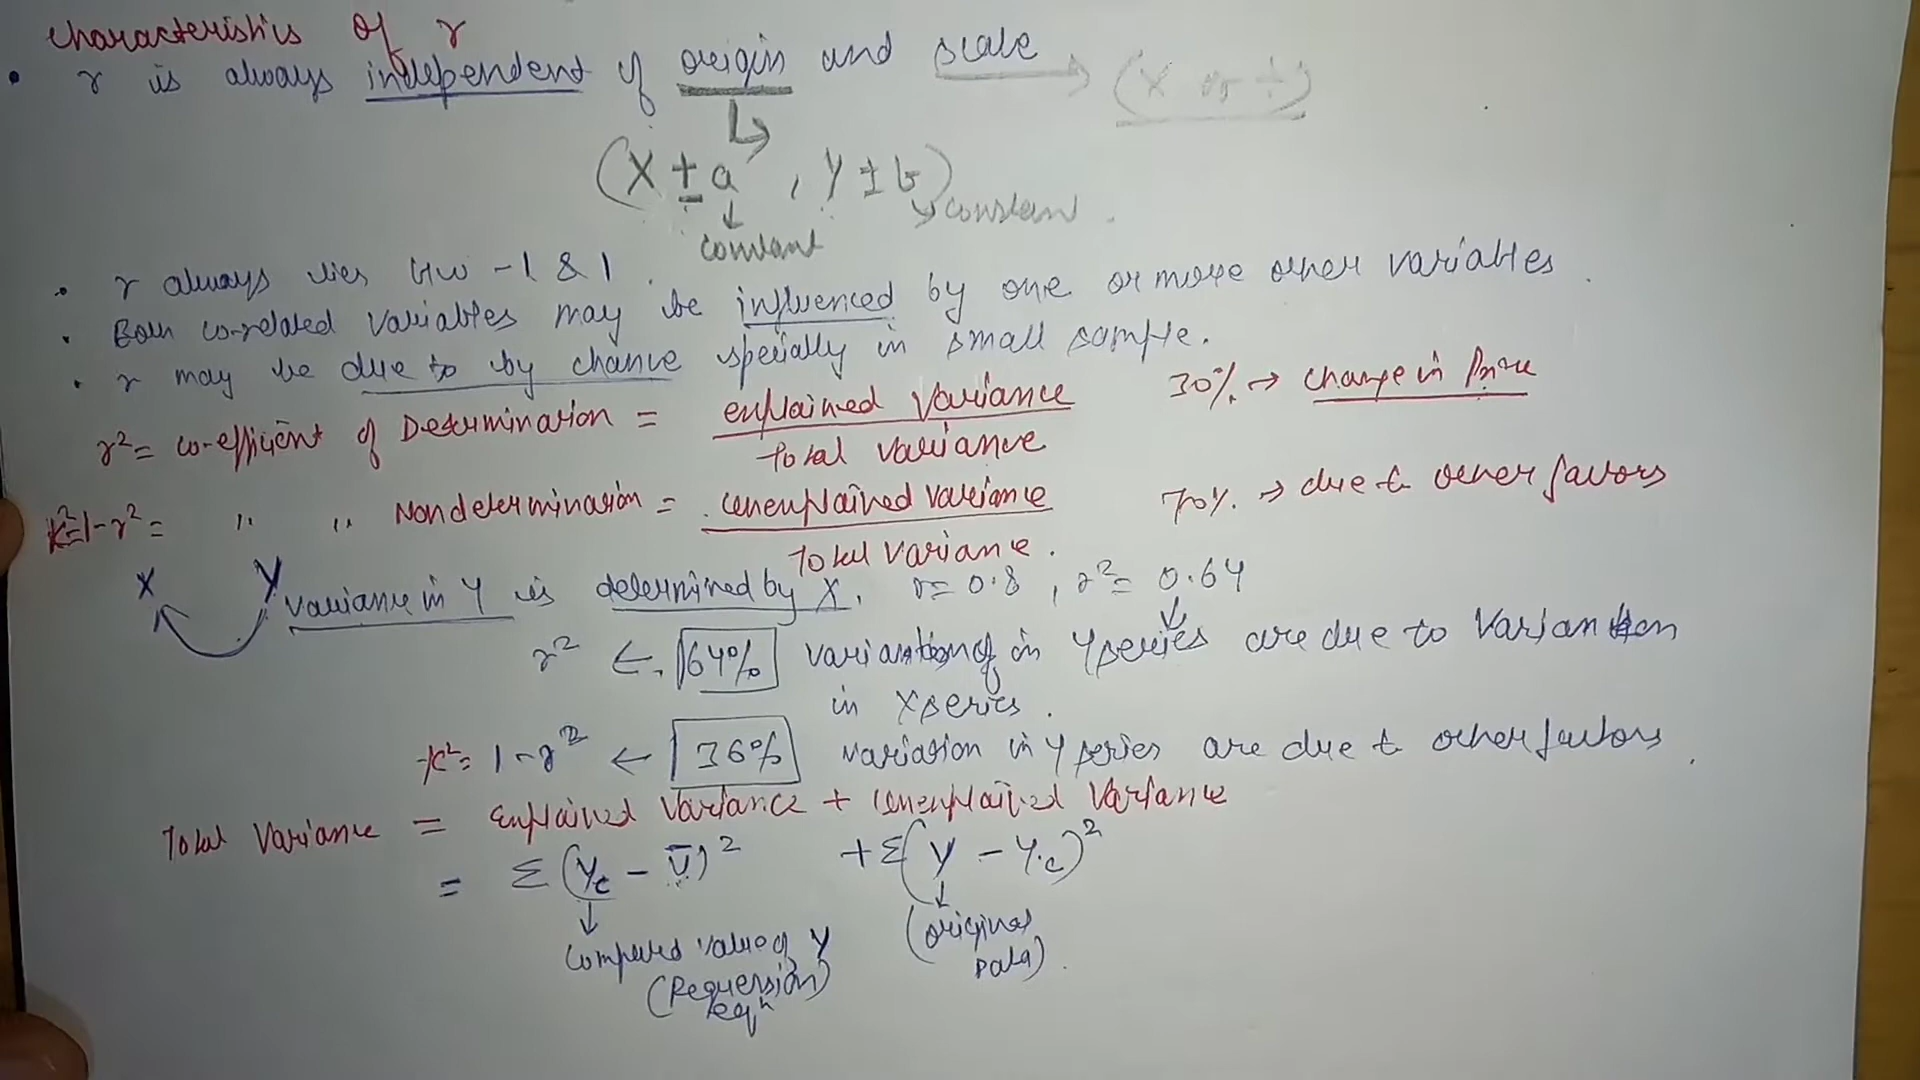 characteristics of r
• r is always independent of origin and scale → (X or ÷)
(X ± a , Y ± b)
constant
constant
• r always lies b/w -1 & 1 .
• Both co-related variables may be influenced by one or more other variables .
• r may be due to by chance specially in small sample.
r² = co-efficient of Determination = explained variance / total variance
30% → change in Price
K² = 1-r² = " " Nondetermination = unexplained variance / Total variance .
70% → due to other factors
X Y variance in Y is determined by X. r = 0.8 , r² = 0.64
r² ← 64% variation in Y series are due to variation
in X series .
K² = 1-r² ← 36% variation in Y series are due to other factors .
Total Variance = Explained Variance + Unexplained Variance
= Σ (Yc - Ȳ)² + Σ (Y - Yc)²
value of Y
(original
data) .
(Regression
eqⁿ)